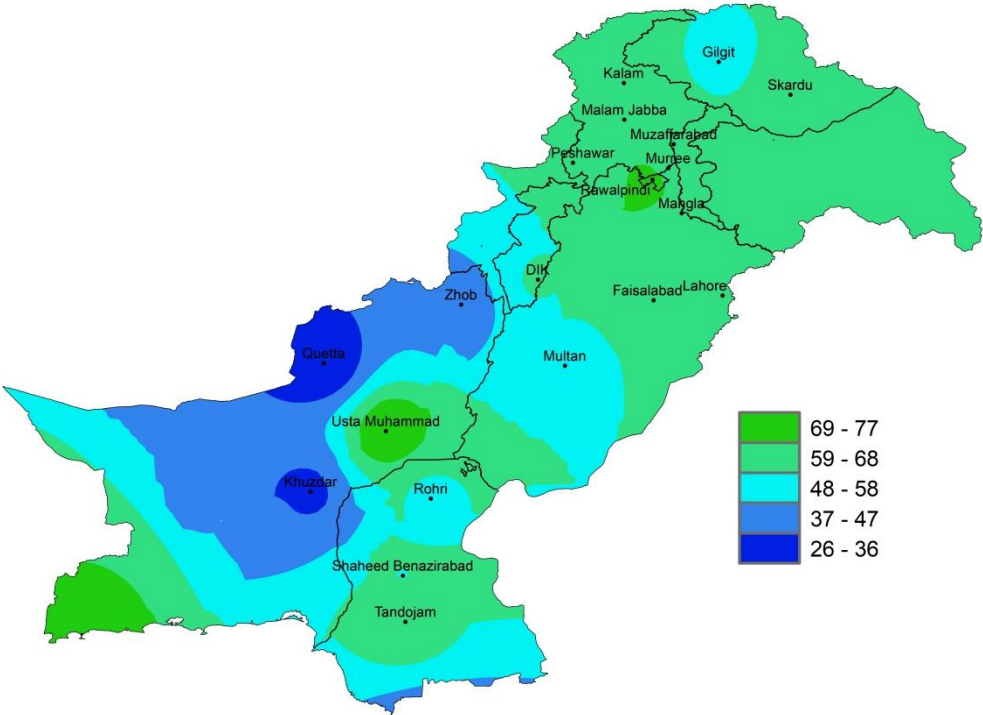 Gilgit
Kalam
Skardu
Malam Jabba
Muzaffarabad
Peshawar
Murree
Rawalpindi
Mangla
DIK
Zhob
Faisalabad
Lahore
Quetta
Multan
Usta Muhammad
Khuzdar
Rohri
Shaheed Benazirabad
Tandojam
69 - 77
59 - 68
48 - 58
37 - 47
26 - 36